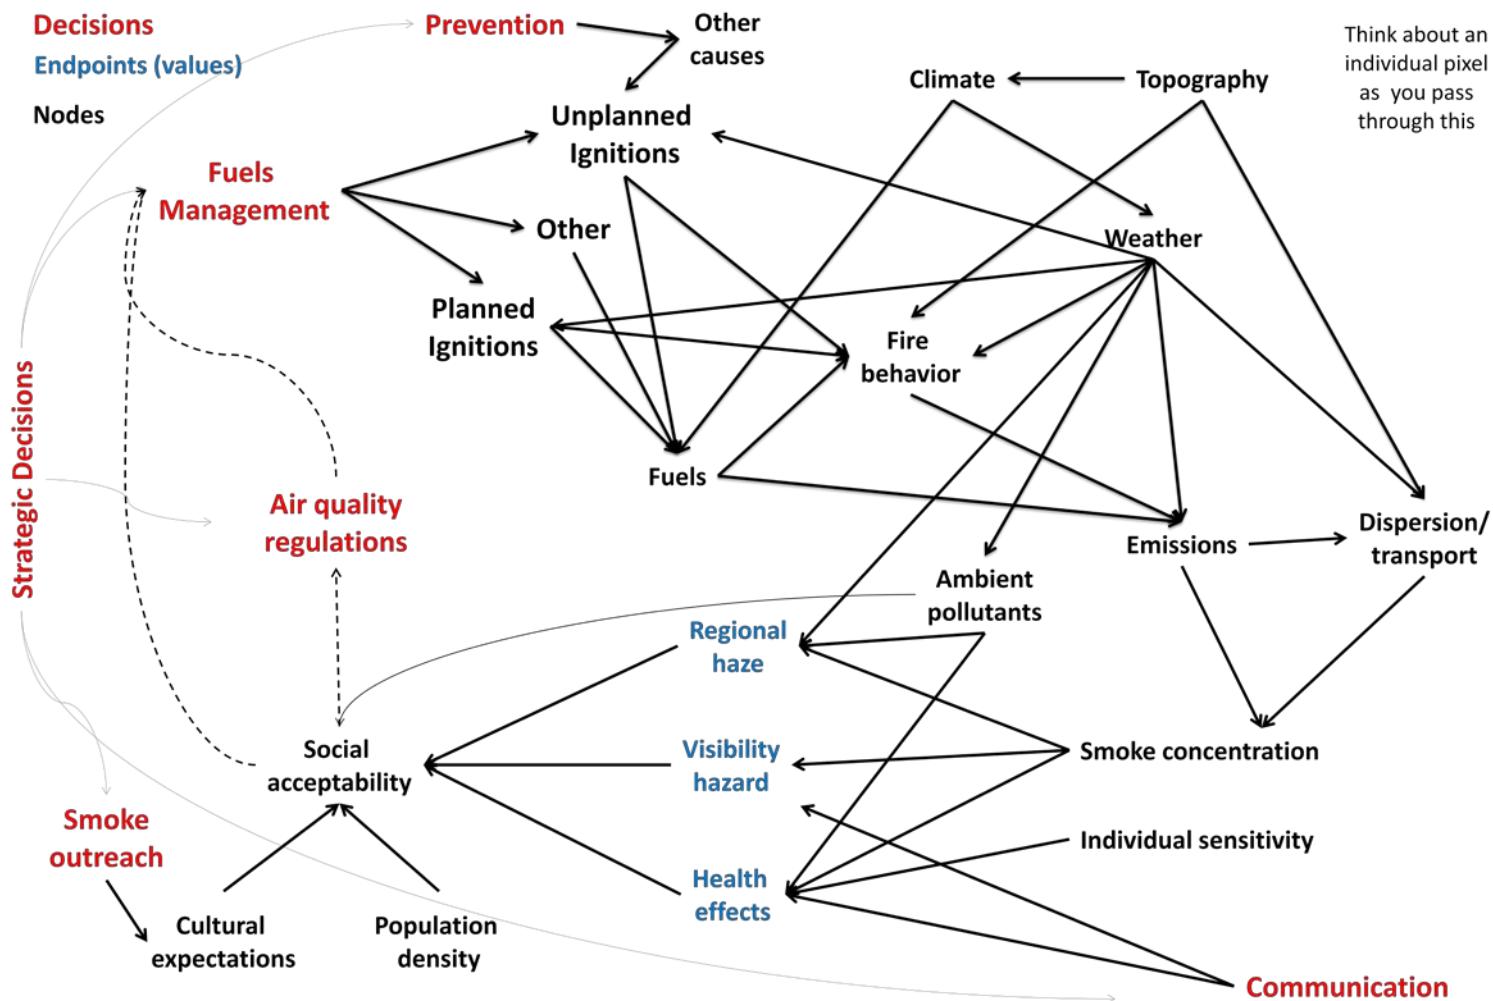 Decisions
Endpoints (values)
Nodes
Prevention
Other
causes
Think about an
individual pixel
as you pass
through this
Climate
Topography
Unplanned
Ignitions
Fuels
Management
Other
Weather
Planned
Ignitions
Fire
behavior
Strategic Decisions
Fuels
Air quality
regulations
Emissions
Dispersion/
transport
Ambient
pollutants
Regional
haze
Social
acceptability
Visibility
hazard
Smoke concentration
Smoke
outreach
Individual sensitivity
Health
effects
Cultural
expectations
Population
density
Communication